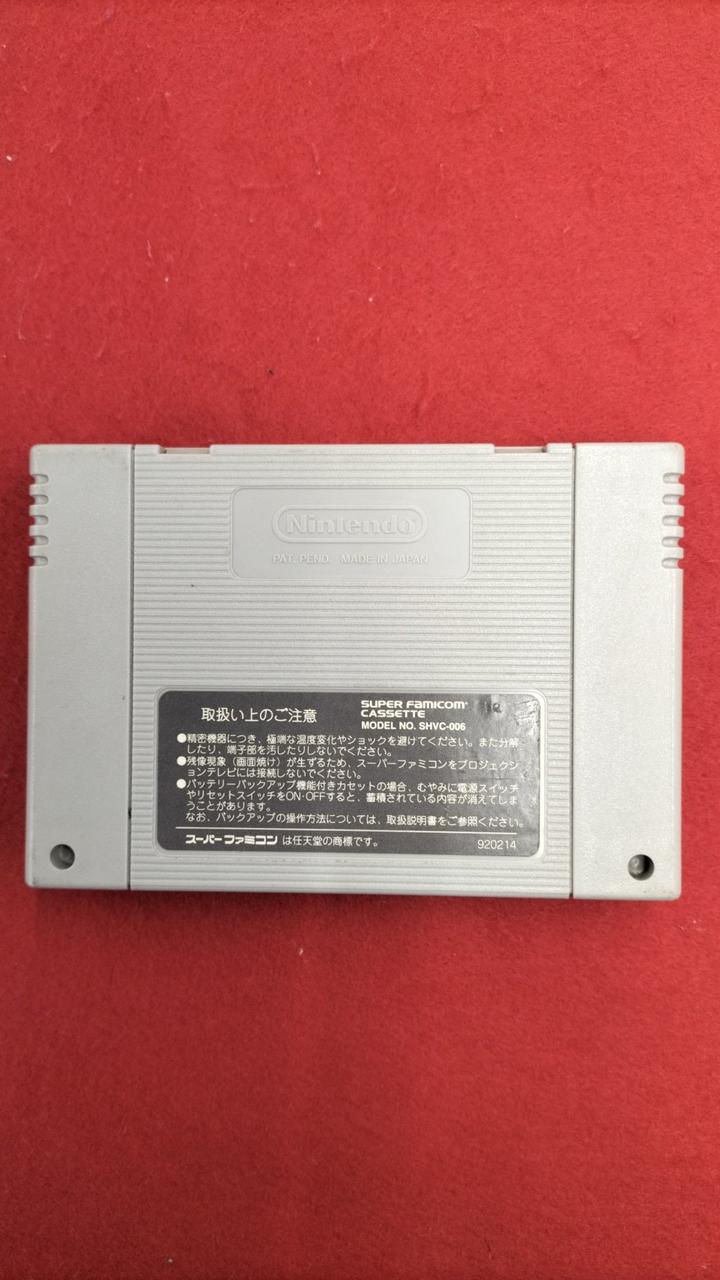 Nintendo
PAT. PEND. MADE IN JAPAN
取扱い上のご注意
SUPER FAMICOM
CASSETTE
MODEL NO. SHVC-006
●精密機器につき、極端な温度変化やショックを避けてください。また分解
したり、端子部を汚したりしないでください。
●残像現象（画面焼け）が生ずるため、スーパーファミコンをプロジェクシ
ョンテレビには接続しないでください。
●バッテリーバックアップ機能付きカセットの場合、むやみに電源スイッチ
やリセットスイッチをON・OFFすると、蓄積されている内容が消えてしま
うことがあります。
なお、バックアップの操作方法については、取扱説明書をご参照ください。
スーパーファミコン は任天堂の商標です。
920214